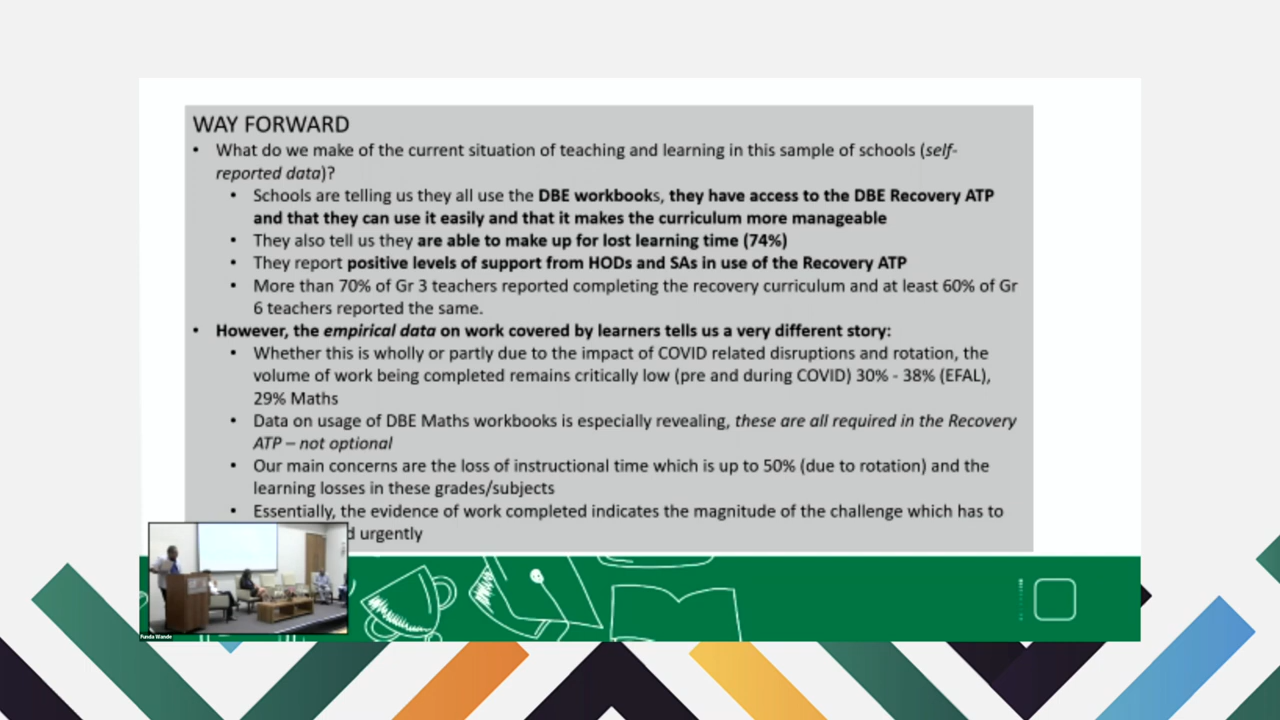 WAY FORWARD
• What do we make of the current situation of teaching and learning in this sample of schools (self-
reported data)?
• Schools are telling us they all use the DBE workbooks, they have access to the DBE Recovery ATP
and that they can use it easily and that it makes the curriculum more manageable
• They also tell us they are able to make up for lost learning time (74%)
• They report positive levels of support from HODs and SAs in use of the Recovery ATP
• More than 70% of Gr 3 teachers reported completing the recovery curriculum and at least 60% of Gr
6 teachers reported the same.
• However, the empirical data on work covered by learners tells us a very different story:
• Whether this is wholly or partly due to the impact of COVID related disruptions and rotation, the
volume of work being completed remains critically low (pre and during COVID) 30% - 38% (EFAL),
29% Maths
• Data on usage of DBE Maths workbooks is especially revealing, these are all required in the Recovery
ATP – not optional
• Our main concerns are the loss of instructional time which is up to 50% (due to rotation) and the
learning losses in these grades/subjects
• Essentially, the evidence of work completed indicates the magnitude of the challenge which has to
urgently
Funda Wande